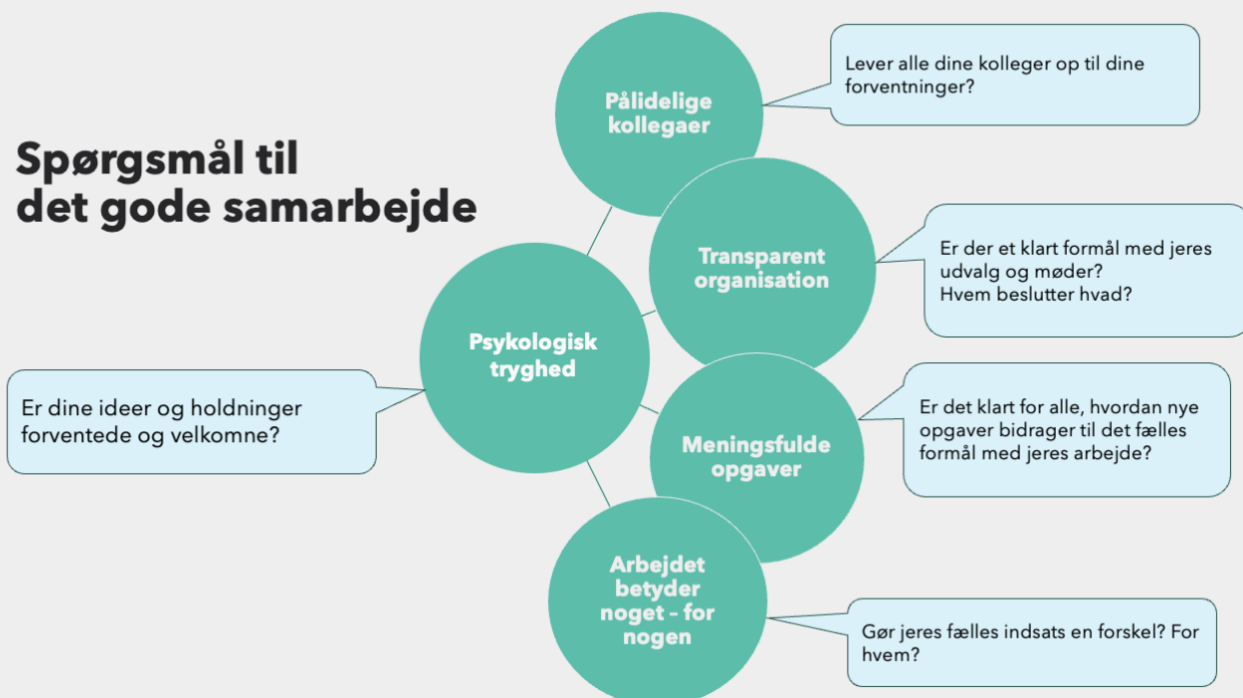 Spørgsmål til
det gode samarbejde
Pålidelige
kollegaer
Lever alle dine kolleger op til dine
forventninger?
Transparent
organisation
Er der et klart formål med jeres
udvalg og møder?
Hvem beslutter hvad?
Psykologisk
tryghed
Er dine ideer og holdninger
forventede og velkomne?
Meningsfulde
opgaver
Er det klart for alle, hvordan nye
opgaver bidrager til det fælles
formål med jeres arbejde?
Arbejdet
betyder
noget – for
nogen
Gør jeres fælles indsats en forskel? For
hvem?